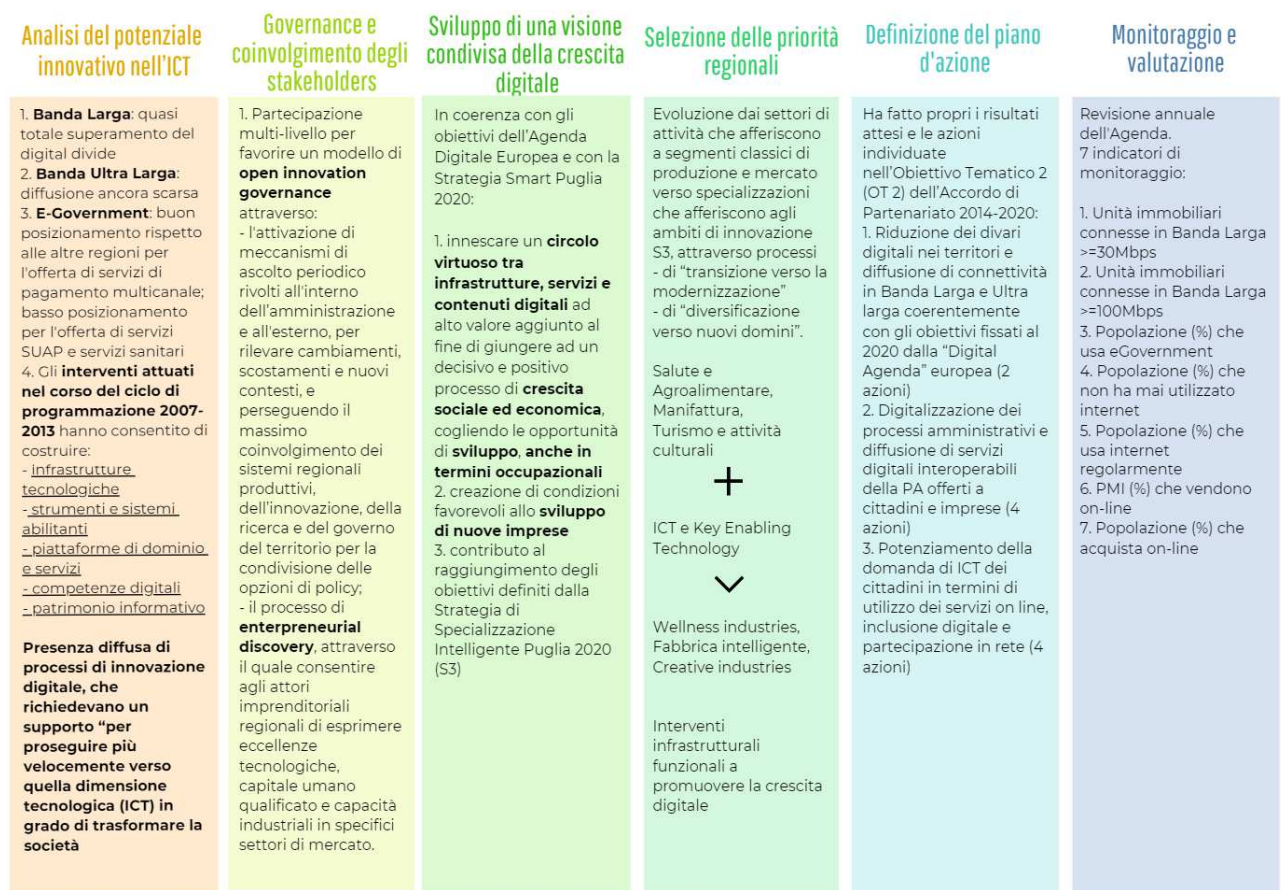 Analisi del potenziale
innovativo nell'ICT
1. Banda Larga: quasi
totale superamento del
digital divide
2. Banda Ultra Larga:
diffusione ancora scarsa
3. E-Government: buon
posizionamento rispetto
alle altre regioni per
l'offerta di servizi di
pagamento multicanale;
basso posizionamento
per l'offerta di servizi
SUAP e servizi sanitari
4. Gli interventi attuati
nel corso del ciclo di
programmazione 2007-
2013 hanno consentito di
costruire:
- infrastrutture
tecnologiche
- strumenti e sistemi
abilitanti
- piattaforme di dominio
e servizi
- competenze digitali
- patrimonio informativo
Presenza diffusa di
processi di innovazione
digitale, che
richiedevano un
supporto “per
proseguire più
velocemente verso
quella dimensione
tecnologica (ICT) in
grado di trasformare la
società
Governance e
coinvolgimento degli
stakeholders
1. Partecipazione
multi-livello per
favorire un modello di
open innovation
governance
attraverso:
- l'attivazione di
meccanismi di
ascolto periodico
rivolti all'interno
dell’amministrazione
e all'esterno, per
rilevare cambiamenti,
scostamenti e nuovi
contesti, e
perseguendo il
massimo
coinvolgimento dei
sistemi regionali
produttivi,
dell’innovazione, della
ricerca e del governo
del territorio per la
condivisione delle
opzioni di policy;
- il processo di
enterpreneurial
discovery, attraverso
il quale consentire
agli attori
imprenditoriali
regionali di esprimere
eccellenze
tecnologiche,
capitale umano
qualificato e capacità
industriali in specifici
settori di mercato.
Sviluppo di una visione
condivisa della crescita
digitale
In coerenza con gli
obiettivi dell’Agenda
Digitale Europea e con la
Strategia Smart Puglia
2020:
1. innescare un circolo
virtuoso tra
infrastrutture, servizi e
contenuti digitali ad
alto valore aggiunto al
fine di giungere ad un
decisivo e positivo
processo di crescita
sociale ed economica,
cogliendo le opportunità
di sviluppo, anche in
termini occupazionali
2. creazione di condizioni
favorevoli allo sviluppo
di nuove imprese
3. contributo al
raggiungimento degli
obiettivi definiti dalla
Strategia di
Specializzazione
Intelligente Puglia 2020
(S3)
Selezione delle priorità
regionali
Evoluzione dai settori di
attività che afferiscono
a segmenti classici di
produzione e mercato
verso specializzazioni
che afferiscono agli
ambiti di innovazione
S3, attraverso processi
- di “transizione verso la
modernizzazione”
- di “diversificazione
verso nuovi domini”.
Salute e
Agroalimentare,
Manifattura,
Turismo e attività
culturali
+
ICT e Key Enabling
Technology
Wellness industries,
Fabbrica intelligente,
Creative industries
Interventi
infrastrutturali
funzionali a
promuovere la crescita
digitale
Definizione del piano
d'azione
Ha fatto propri i risultati
attesi e le azioni
individuate
nell’Obiettivo Tematico 2
(OT 2) dell’Accordo di
Partenariato 2014-2020:
1. Riduzione dei divari
digitali nei territori e
diffusione di connettività
in Banda Larga e Ultra
larga coerentemente
con gli obiettivi fissati al
2020 dalla “Digital
Agenda” europea (2
azioni)
2. Digitalizzazione dei
processi amministrativi e
diffusione di servizi
digitali interoperabili
della PA offerti a
cittadini e imprese (4
azioni)
3. Potenziamento della
domanda di ICT dei
cittadini in termini di
utilizzo dei servizi on line,
inclusione digitale e
partecipazione in rete (4
azioni)
Monitoraggio e
valutazione
Revisione annuale
dell'Agenda.
7 indicatori di
monitoraggio:
1. Unità immobiliari
connesse in Banda Larga
>=30Mbps
2. Unità immobiliari
connesse in Banda Larga
>=100Mbps
3. Popolazione (%) che
usa eGovernment
4. Popolazione (%) che
non ha mai utilizzato
internet
5. Popolazione (%) che
usa internet
regolarmente
6. PMI (%) che vendono
on-line
7. Popolazione (%) che
acquista on-line